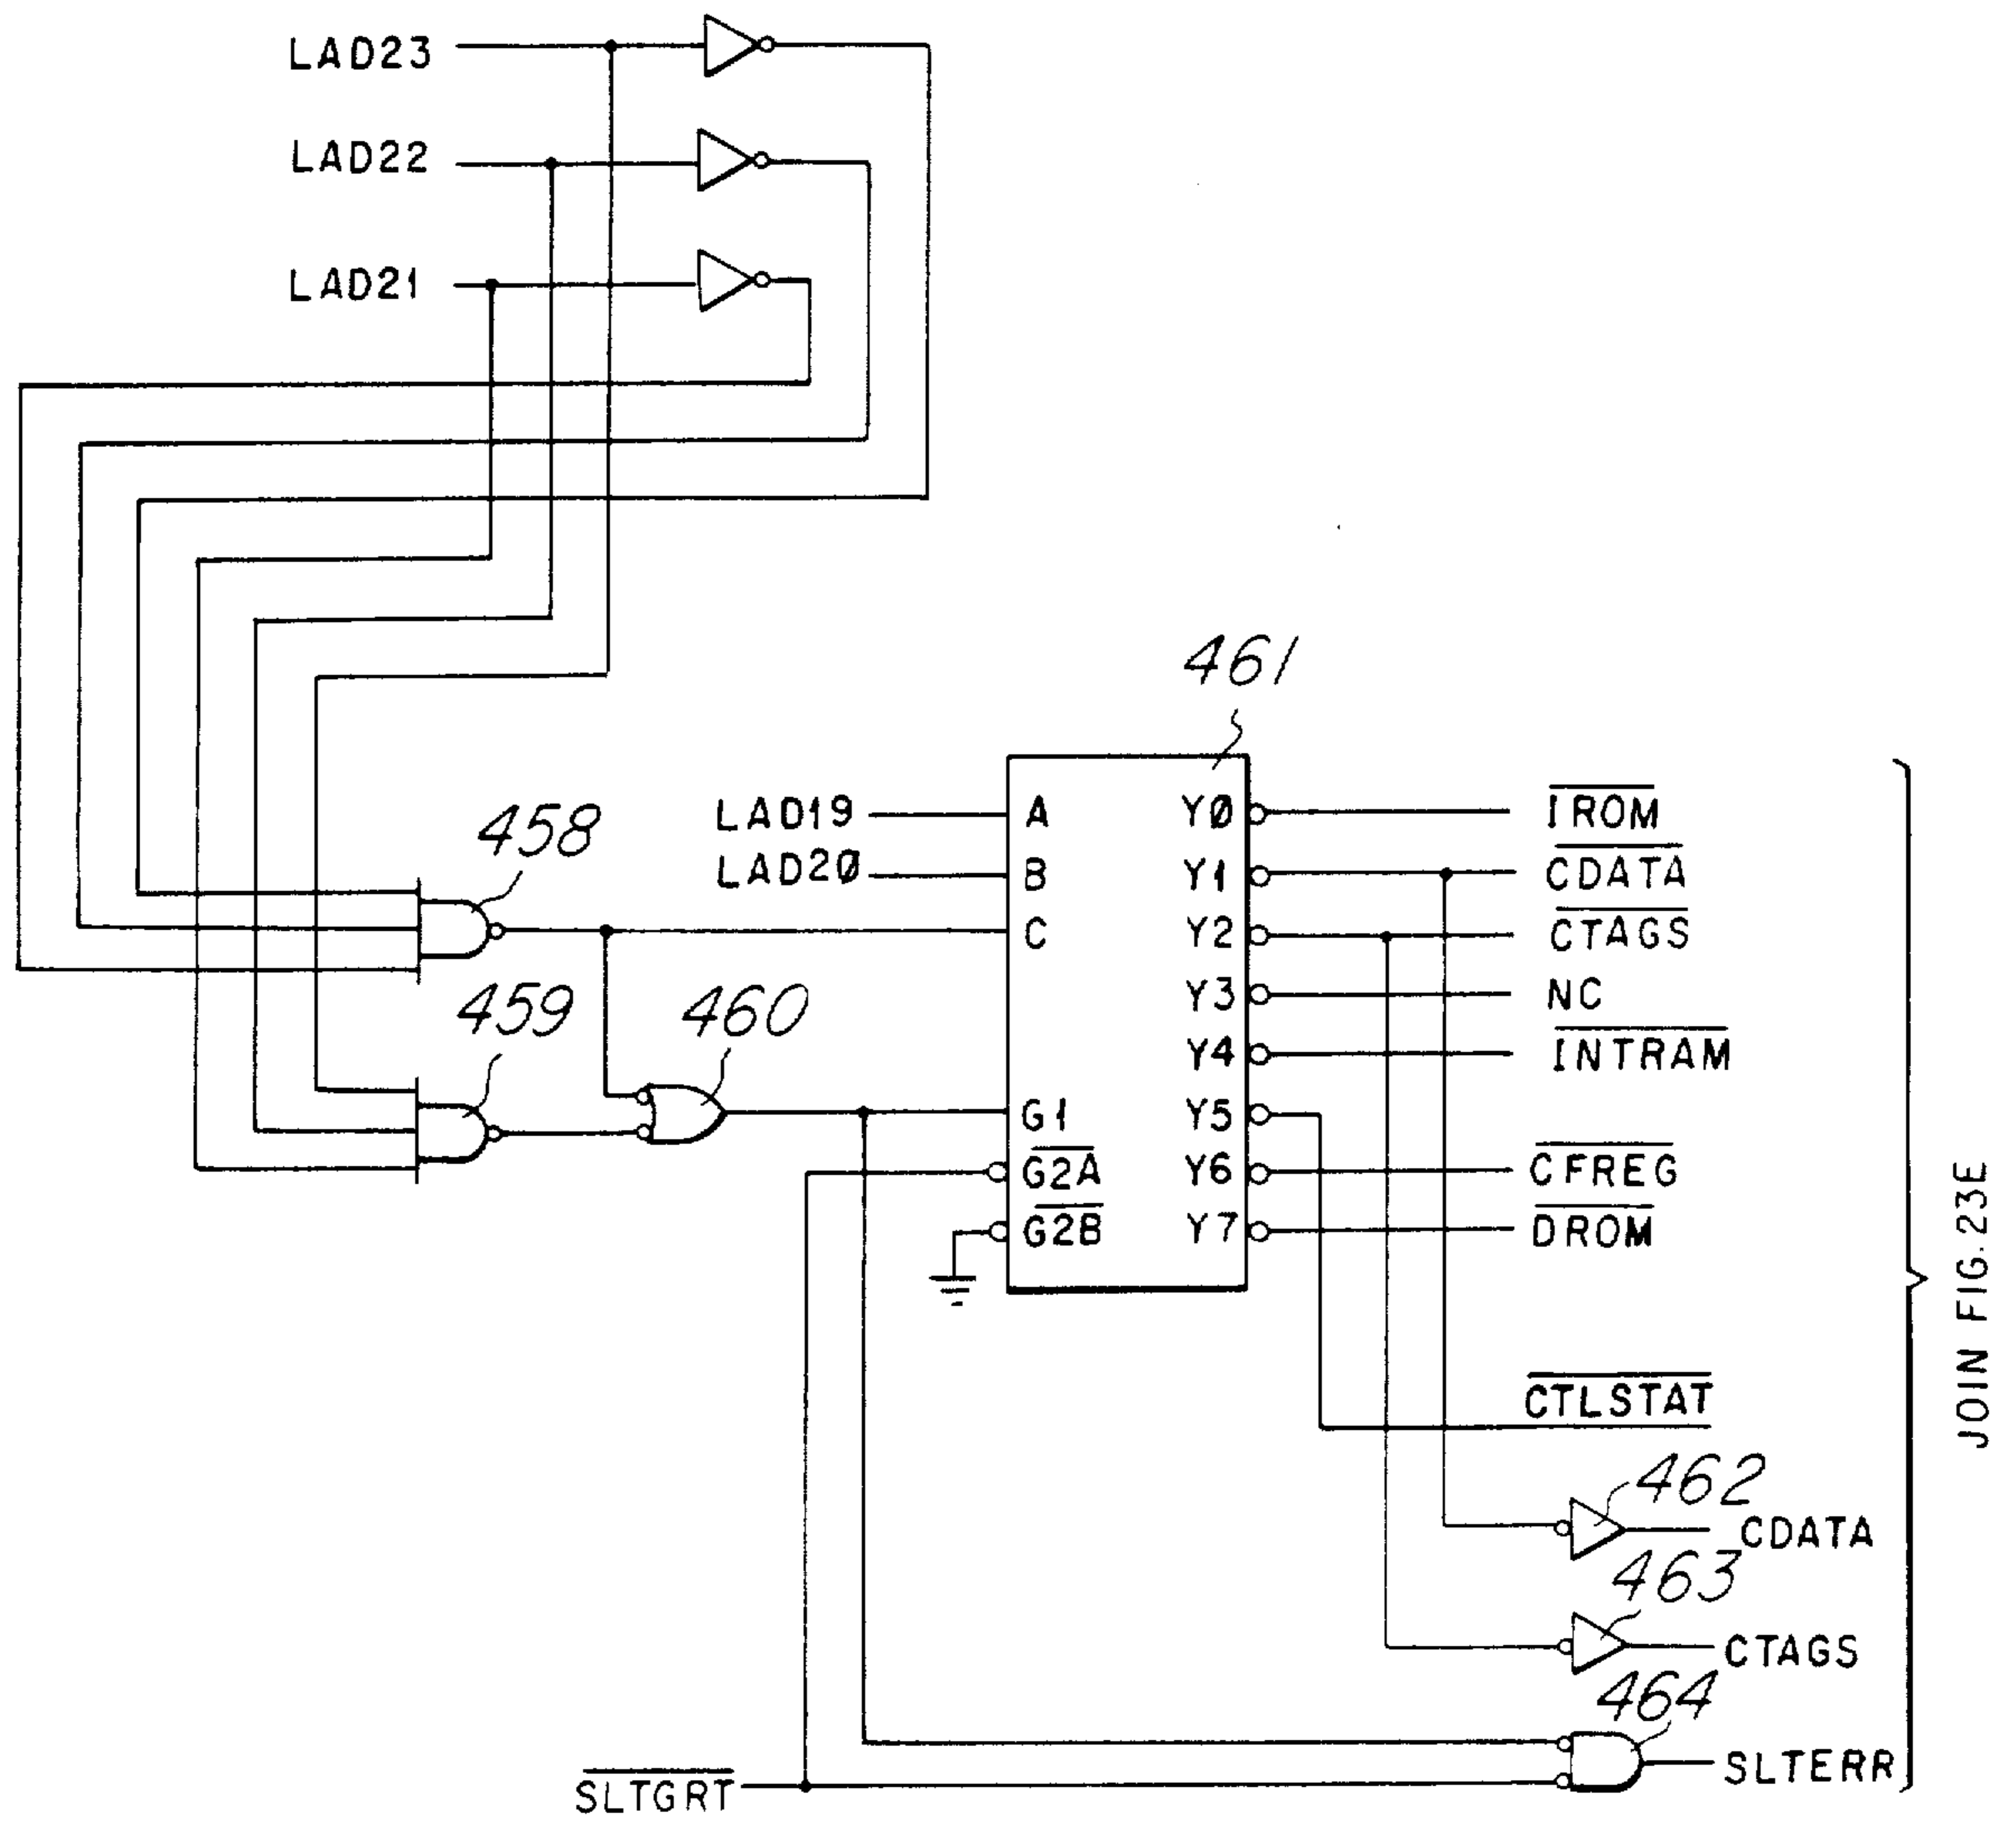 LAD23
LAD22
LAD21
461
458
LAD19 A Y0 IROM
LAD20 B Y1 CDATA
C Y2 CTAGS
459 460
Y3 NC
Y4 INTRAM
G1 Y5
G2A Y6 CFREG
G2B Y7 DROM
JOIN FIG.23E
CTLSTAT
462
CDATA
463
CTAGS
464
SLTGRT SLTERR